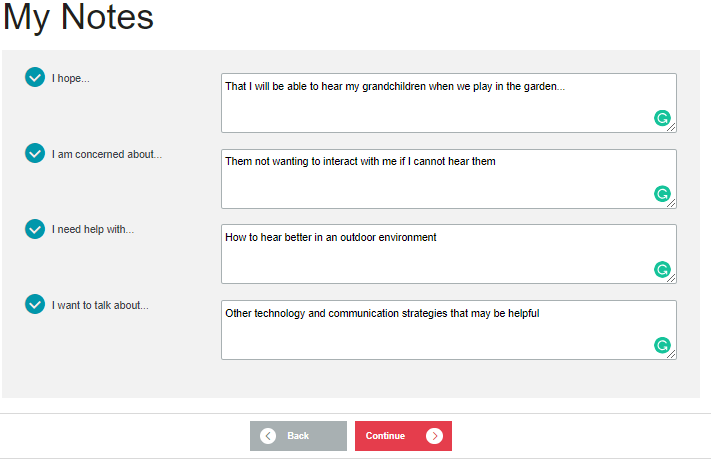 My Notes
I hope...
That I will be able to hear my grandchildren when we play in the garden...
I am concerned about...
Them not wanting to interact with me if I cannot hear them
I need help with...
How to hear better in an outdoor environment
I want to talk about...
Other technology and communication strategies that may be helpful
Back
Continue